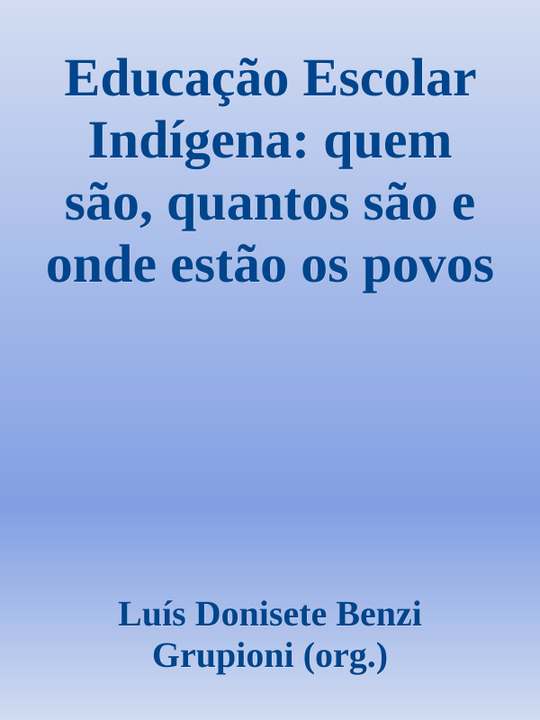 Educação Escolar
Indígena: quem
são, quantos são e
onde estão os povos
Luís Donisete Benzi
Grupioni (org.)